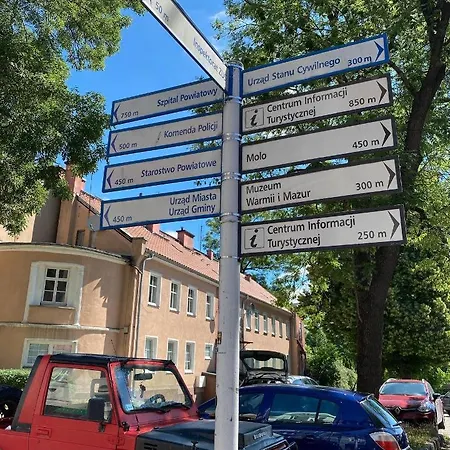 50 m
750 m Szpital Powiatowy
500 m Komenda Policji
450 m Starostwo Powiatowe
450 m Urząd Miasta
Urząd Gminy
Urząd Stanu Cywilnego
300 m
i Centrum Informacji
Turystycznej 850 m
Molo
450 m
Muzeum
Warmii i Mazur 300 m
i Centrum Informacji
Turystycznej 250 m